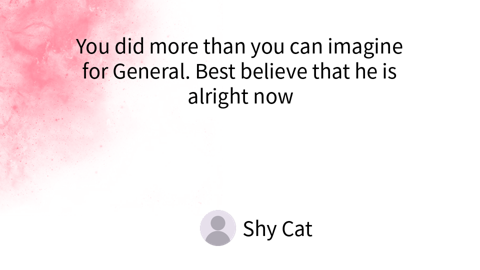 You did more than you can imagine
for General. Best believe that he is
alright now
Shy Cat